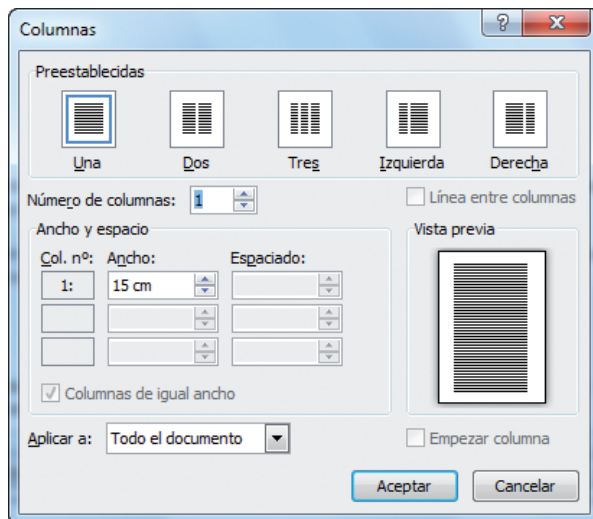 Columnas
Preestablecidas
Una Dos Tres Izquierda Derecha
Número de columnas: 1 Línea entre columnas
Ancho y espacio Vista previa
Col. nº: Ancho: Espaciado:
1: 15 cm
Columnas de igual ancho
Aplicar a: Todo el documento Empezar columna
Aceptar Cancelar